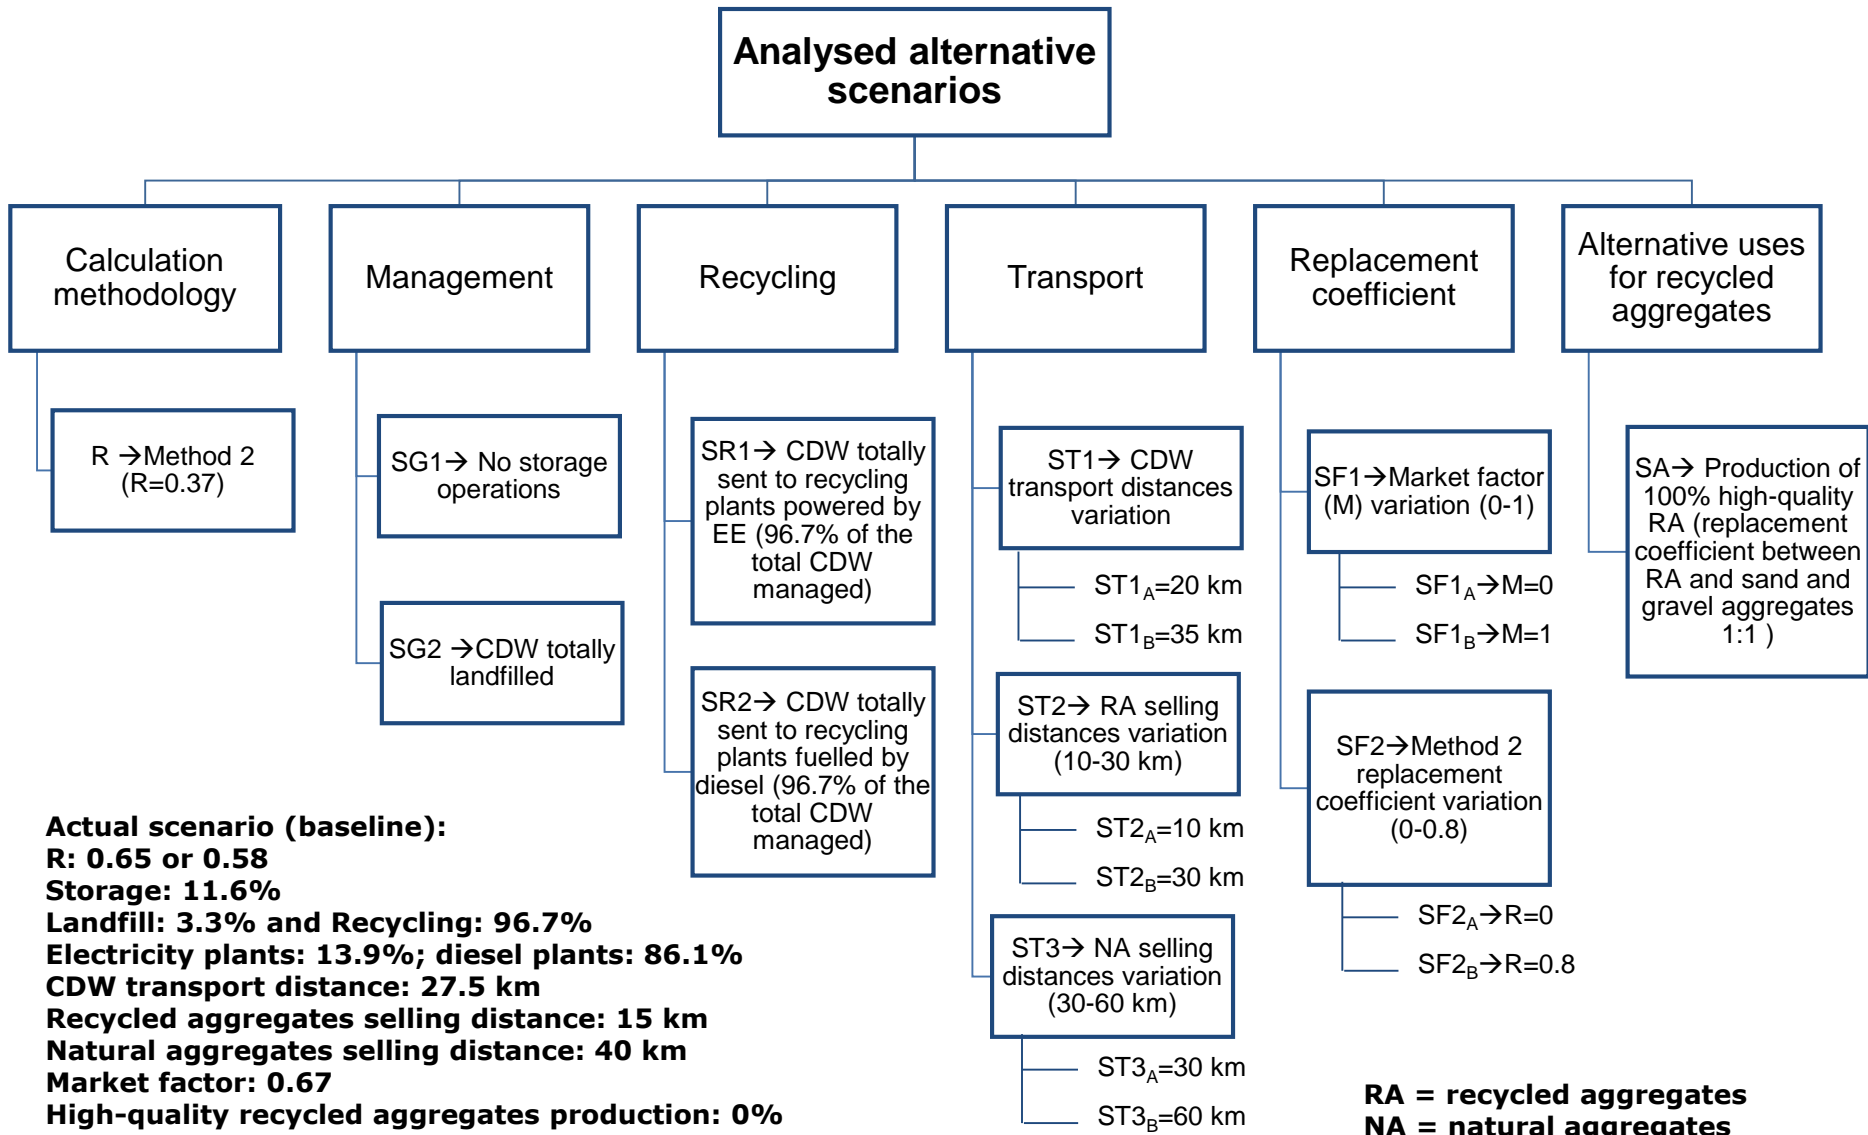 Analysed alternative
scenarios
Calculation
methodology
Management
Recycling
Transport
Replacement
coefficient
Alternative uses
for recycled
aggregates
R →Method 2
(R=0.37)
SG1→ No storage
operations
SG2 →CDW totally
landfilled
SR1→ CDW totally
sent to recycling
plants powered by
EE (96.7% of the
total CDW
managed)
SR2→ CDW totally
sent to recycling
plants fuelled by
diesel (96.7% of the
total CDW
managed)
ST1→ CDW
transport distances
variation
ST1A=20 km
ST1B=35 km
ST2→ RA selling
distances variation
(10-30 km)
ST2A=10 km
ST2B=30 km
ST3→ NA selling
distances variation
(30-60 km)
ST3A=30 km
ST3B=60 km
SF1→Market factor
(M) variation (0-1)
SF1A→M=0
SF1B→M=1
SF2→Method 2
replacement
coefficient variation
(0-0.8)
SF2A→R=0
SF2B→R=0.8
SA→ Production of
100% high-quality
RA (replacement
coefficient between
RA and sand and
gravel aggregates
1:1 )
Actual scenario (baseline):
R: 0.65 or 0.58
Storage: 11.6%
Landfill: 3.3% and Recycling: 96.7%
Electricity plants: 13.9%; diesel plants: 86.1%
CDW transport distance: 27.5 km
Recycled aggregates selling distance: 15 km
Natural aggregates selling distance: 40 km
Market factor: 0.67
High-quality recycled aggregates production: 0%
RA = recycled aggregates
NA = natural aggregates